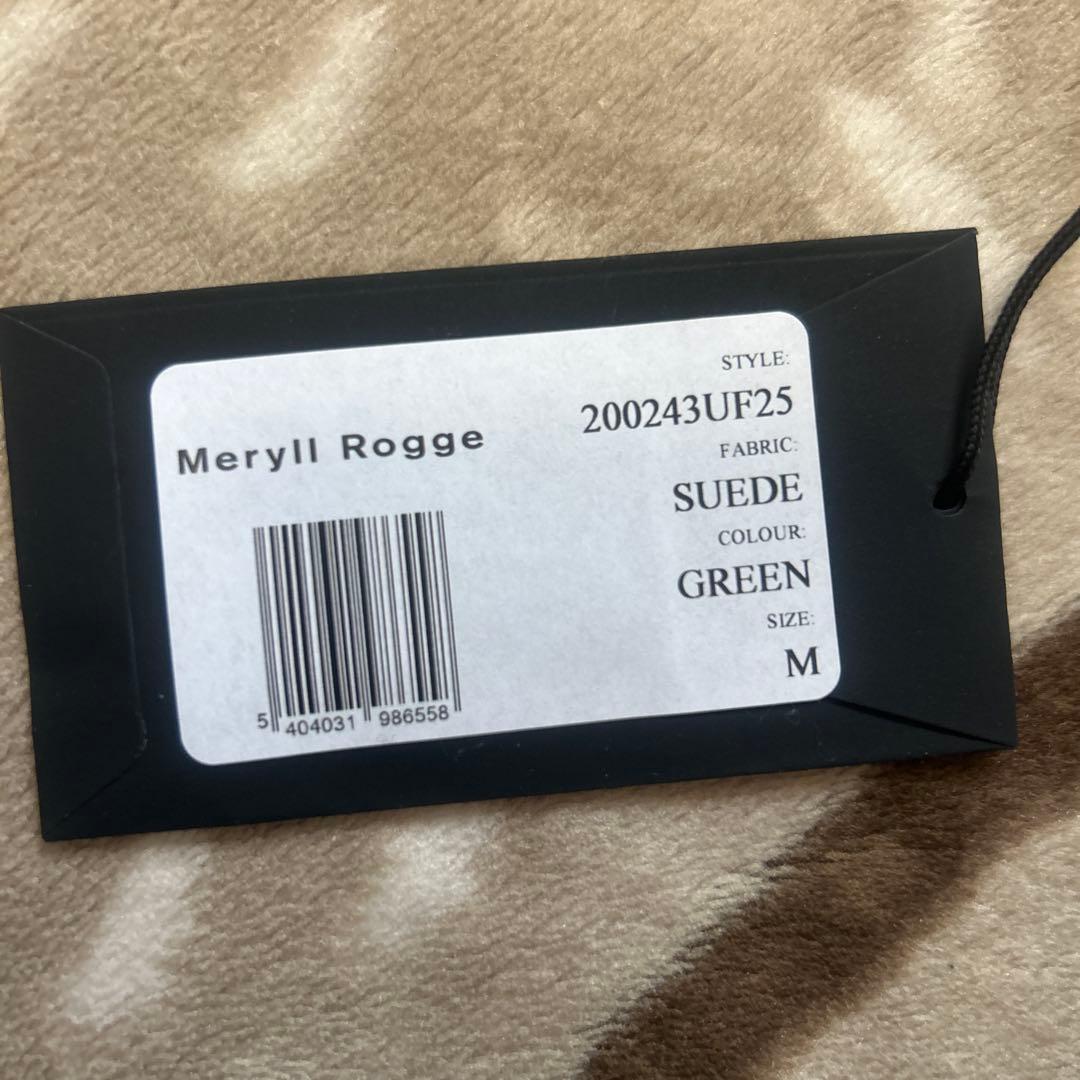 Meryll Rogge
5 404031 986558
STYLE:
200243UF25
FABRIC:
SUEDE
COLOUR:
GREEN
SIZE:
M